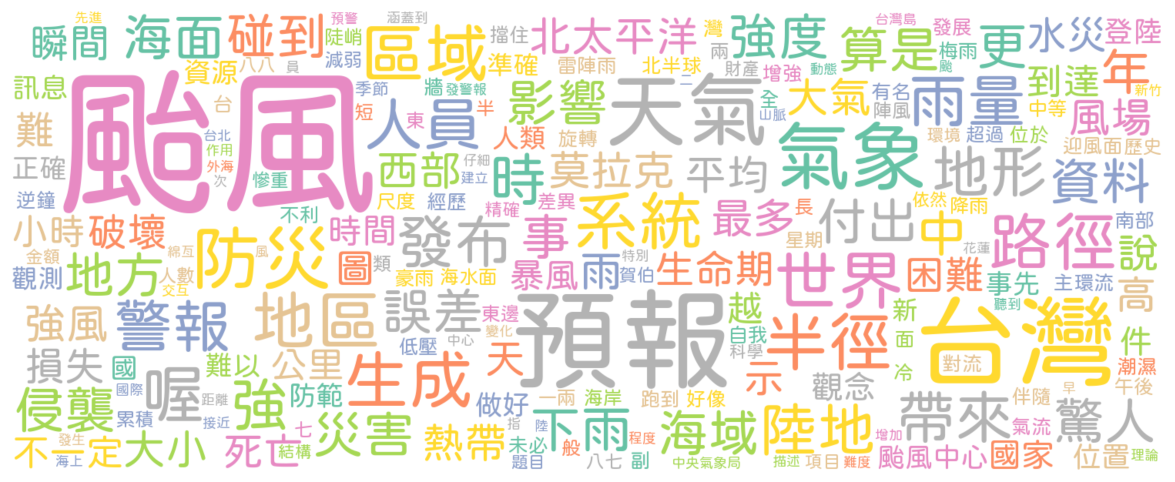 先進 預警 涵蓋到 台灣島
瞬間 海面 碰到 陡峭 區域 擋住 北太平洋 灣 兩 強度 算是 發展 更 水災 登陸
資源 八八 員 減弱 準確 雷陣雨 北半球 財產 增強 動態 梅雨 颱
訊息 颱風 季節 牆 發警報 影響 天氣 二 全 大氣 有名 雨量 到達 年 新竹
難 台 人員 短 東 半 人類 旋轉 山脈 陣風 中等 風場
正確 台北 作用 外海 次 慘重 西部 仔細 建立 時 莫拉克 平均 氣象 環境 超過 位於 迎風面 歷史
逆鐘 不利 經歷 尺度 精確 差異 系統 最多 長 付出 依然 降雨 地形 資料
小時 破壞 防災 時間 發布 事 星期 中 花蓮 路徑 南部
金額 綿互 風 圖 類 豪雨 海水面 暴風 雨 特別 賀伯 生命期 世界 困難 事先 說
觀測 地方 人數 交互 主環流 聽到 高
強風 警報 地區 誤差 東邊 變化 預報 越 自我 科學 半徑 新 面 台灣 件
損失 國 難以 公里 低壓 中心 天 示 冷 對流 潮濕
侵襲 國際 距離 喔 強 防範 生成 做好 一兩 海岸 跑到 好像 觀念 伴隨 午後
累積 接近 七 指 陸 下雨 海域 陸地 帶來 早 氣流 驚人
不一定 發生 海上 大小 死亡 結構 災害 熱帶 未必 題目 般 八七 程度 副 中央氣象局 描述 項目 增加 難度 颱風中心 國家 位置 理論